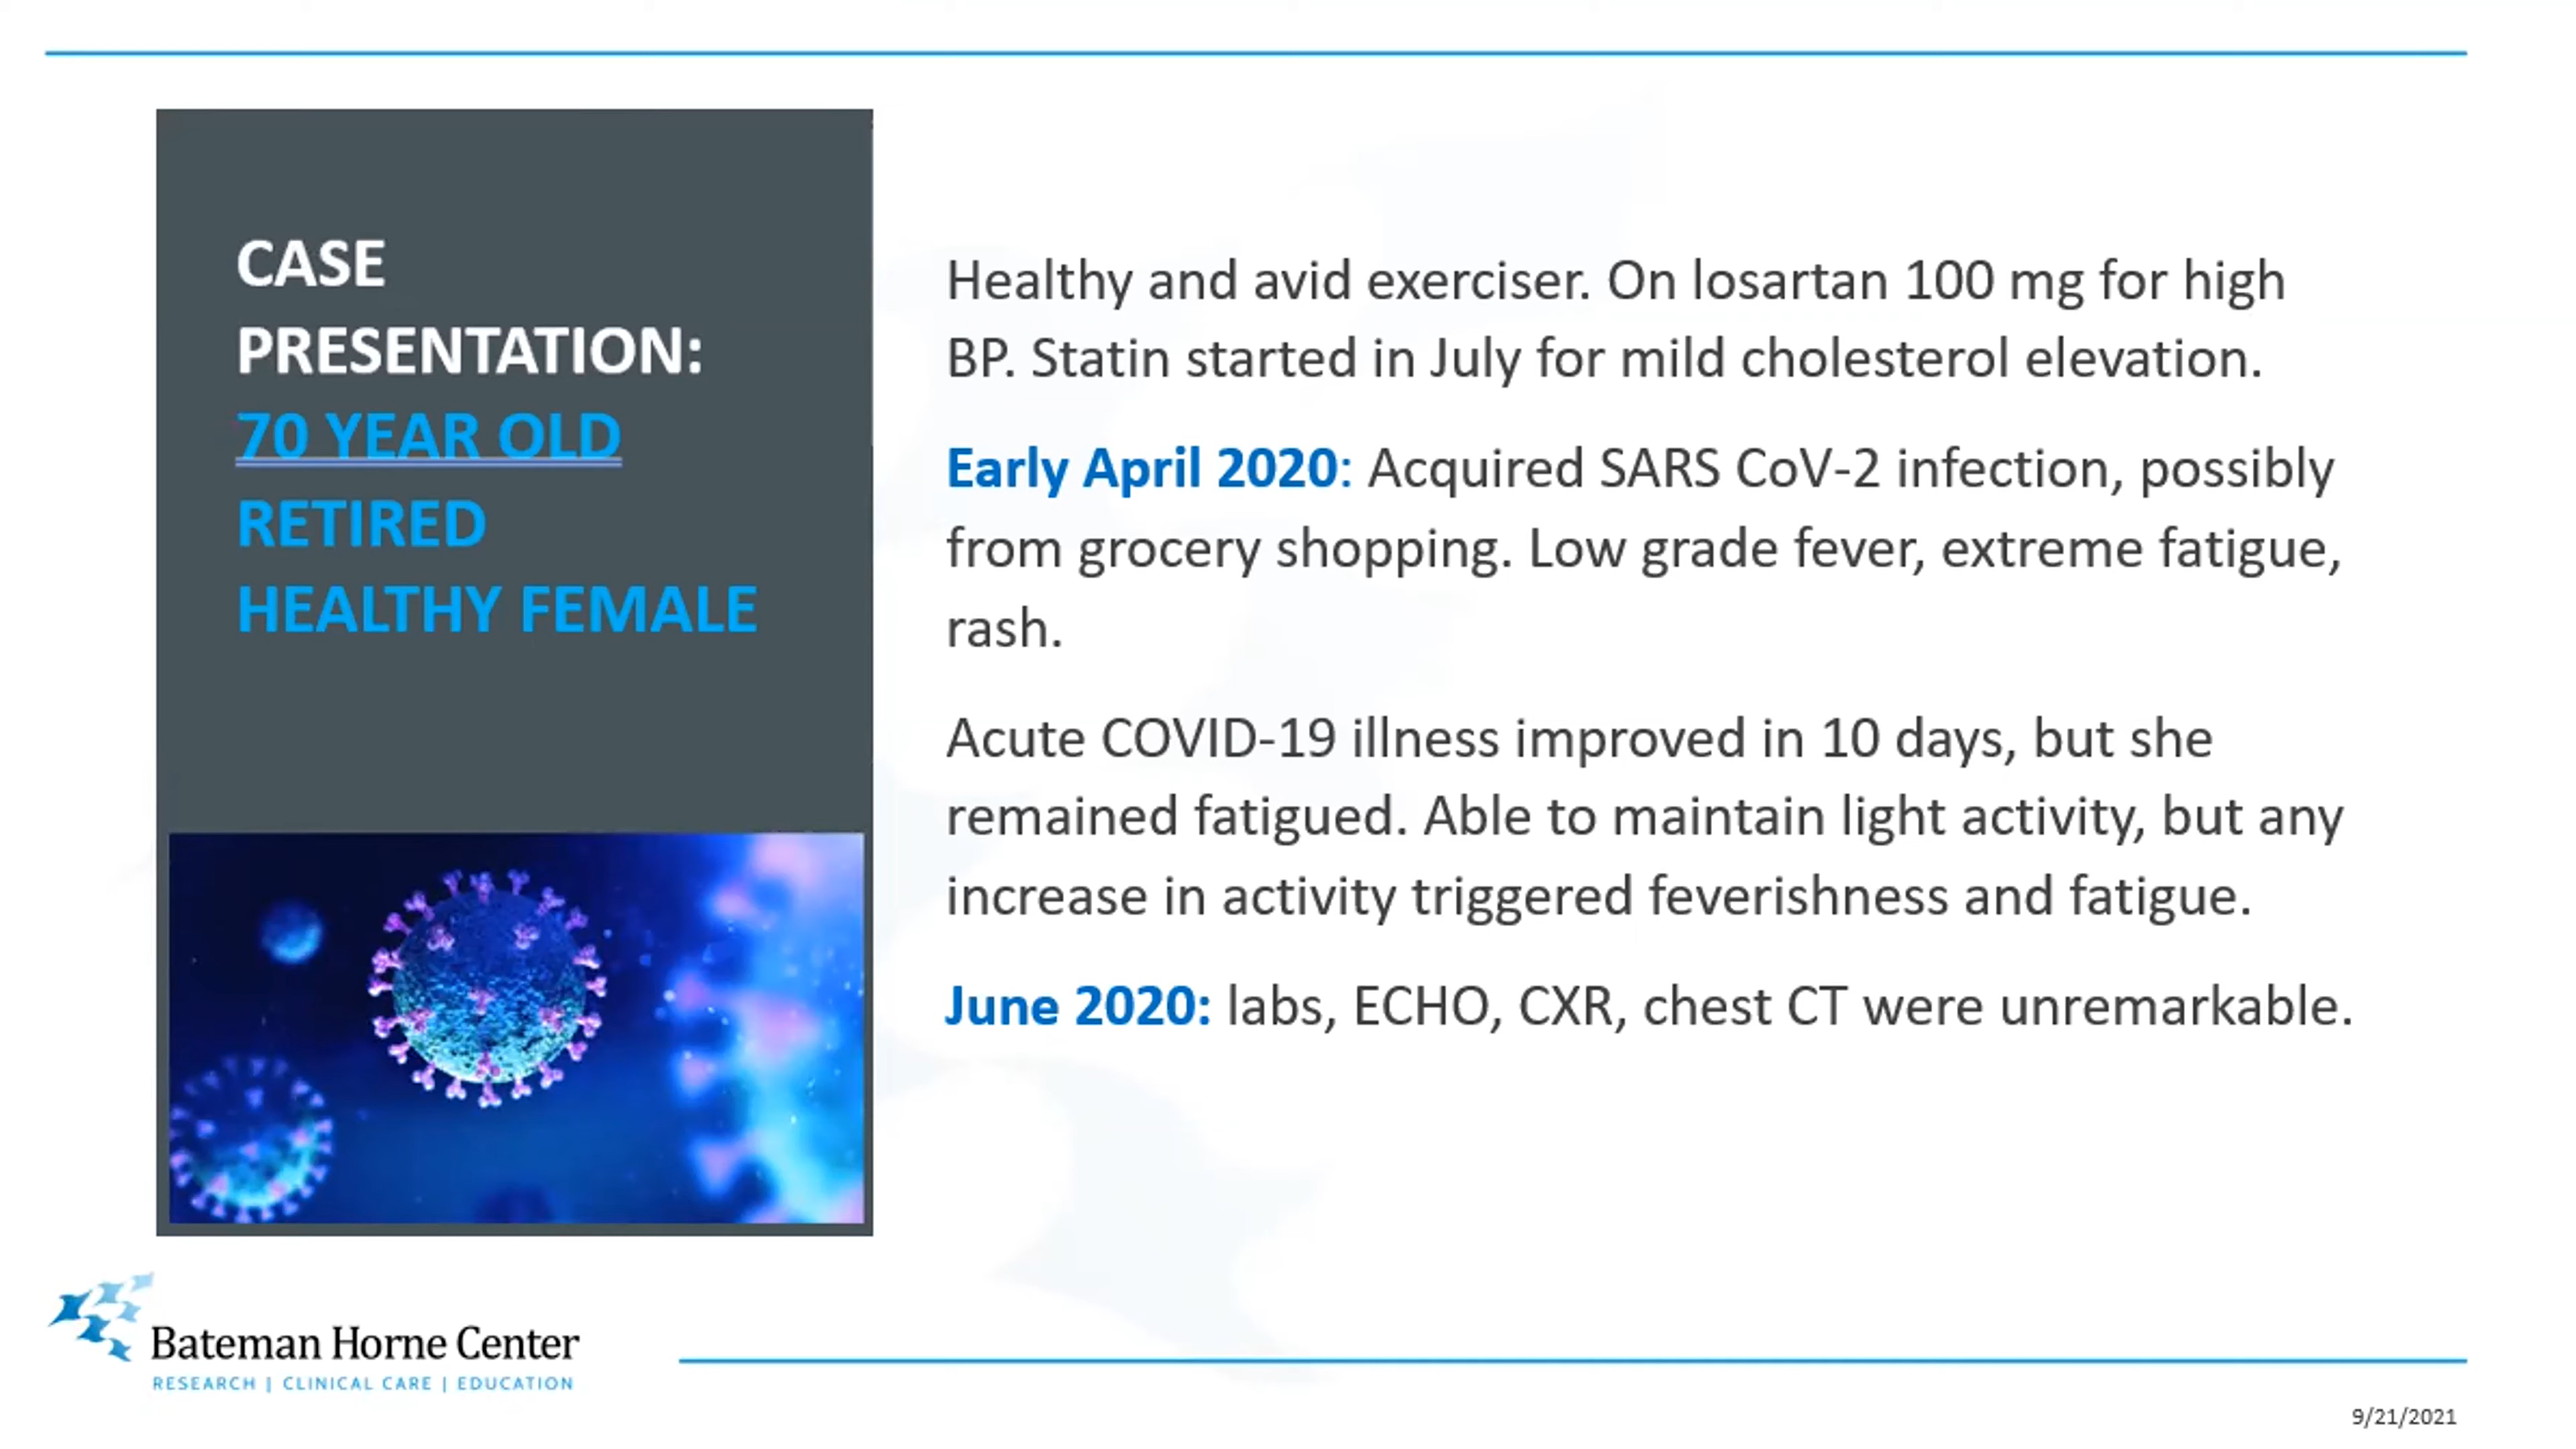 CASE
PRESENTATION:
70 YEAR OLD
RETIRED
HEALTHY FEMALE
Healthy and avid exerciser. On losartan 100 mg for high
BP. Statin started in July for mild cholesterol elevation.
Early April 2020: Acquired SARS CoV-2 infection, possibly
from grocery shopping. Low grade fever, extreme fatigue,
rash.
Acute COVID-19 illness improved in 10 days, but she
remained fatigued. Able to maintain light activity, but any
increase in activity triggered feverishness and fatigue.
June 2020: labs, ECHO, CXR, chest CT were unremarkable.
Bateman Horne Center
RESEARCH | CLINICAL CARE | EDUCATION
9/21/2021